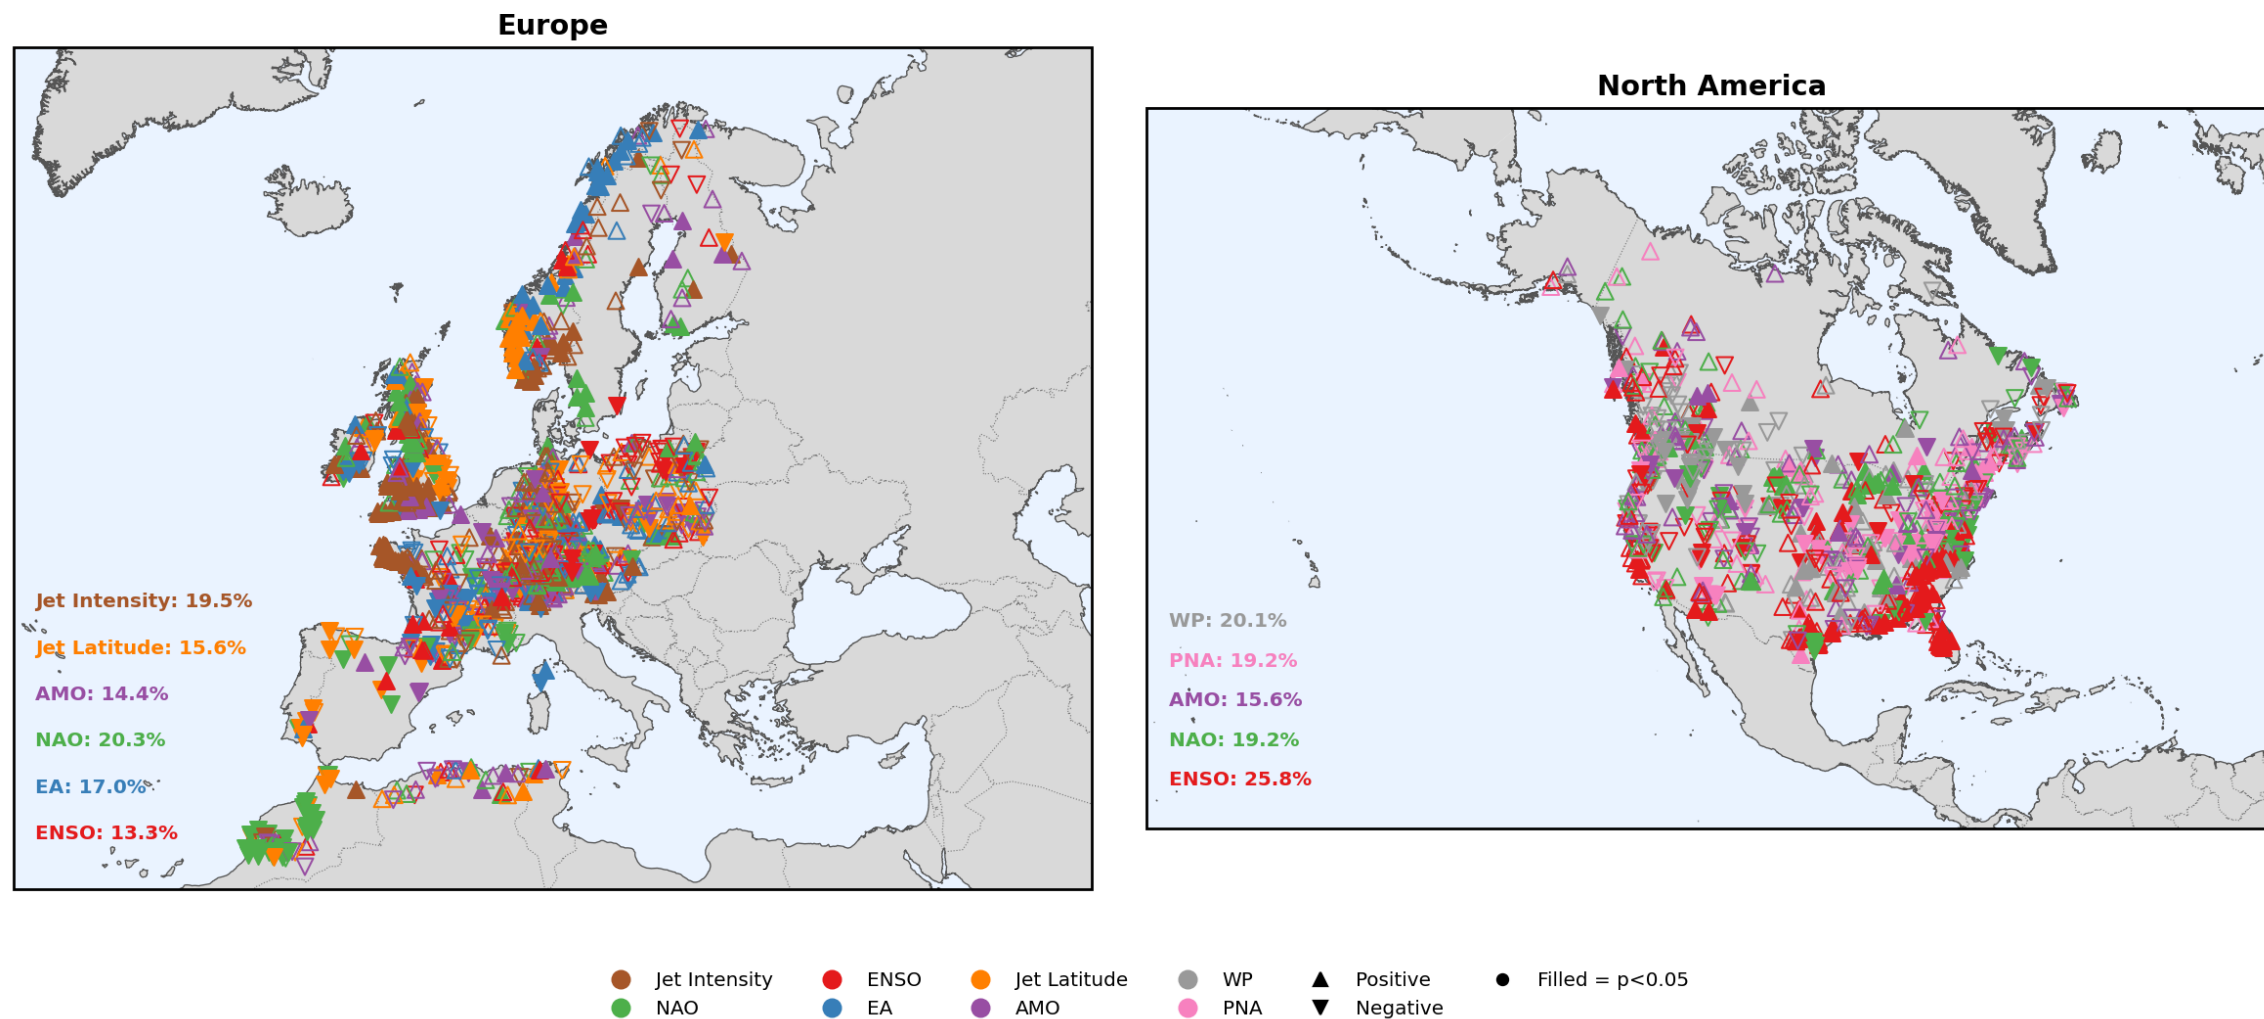 Europe
North America
Jet Intensity: 19.5%
Jet Latitude: 15.6%
AMO: 14.4%
NAO: 20.3%
EA: 17.0%
ENSO: 13.3%
WP: 20.1%
PNA: 19.2%
AMO: 15.6%
NAO: 19.2%
ENSO: 25.8%
Jet Intensity ENSO Jet Latitude WP Positive Filled = p<0.05
NAO EA AMO PNA Negative